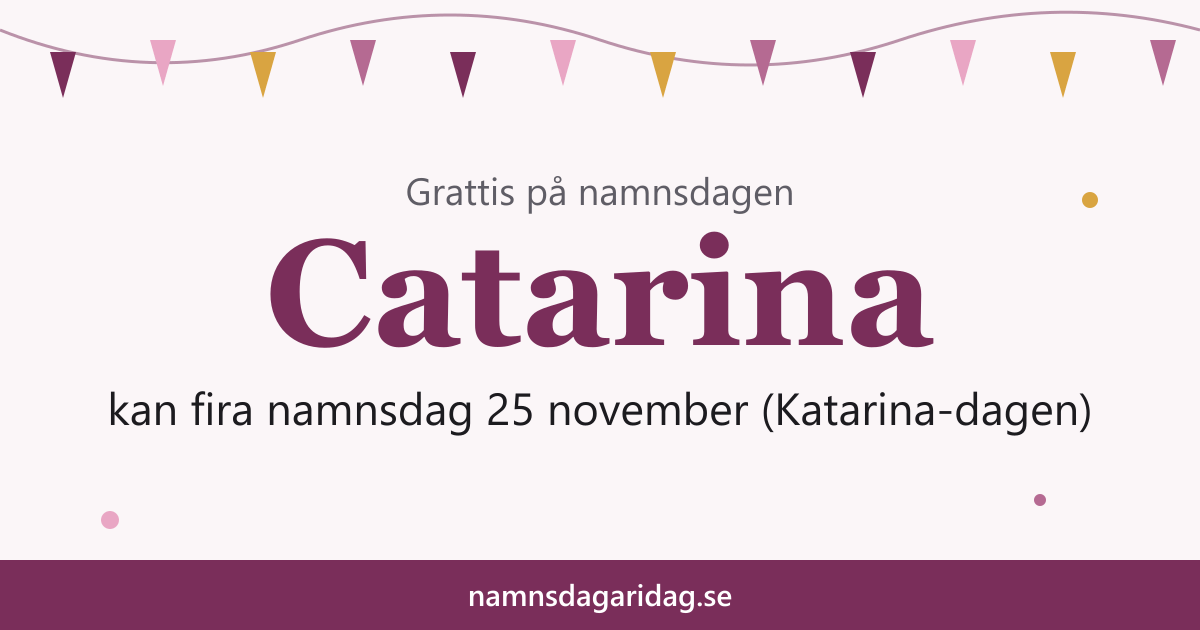 Grattis på namnsdagen
Catarina
kan fira namnsdag 25 november (Katarina-dagen)
namnsdagaridag.se